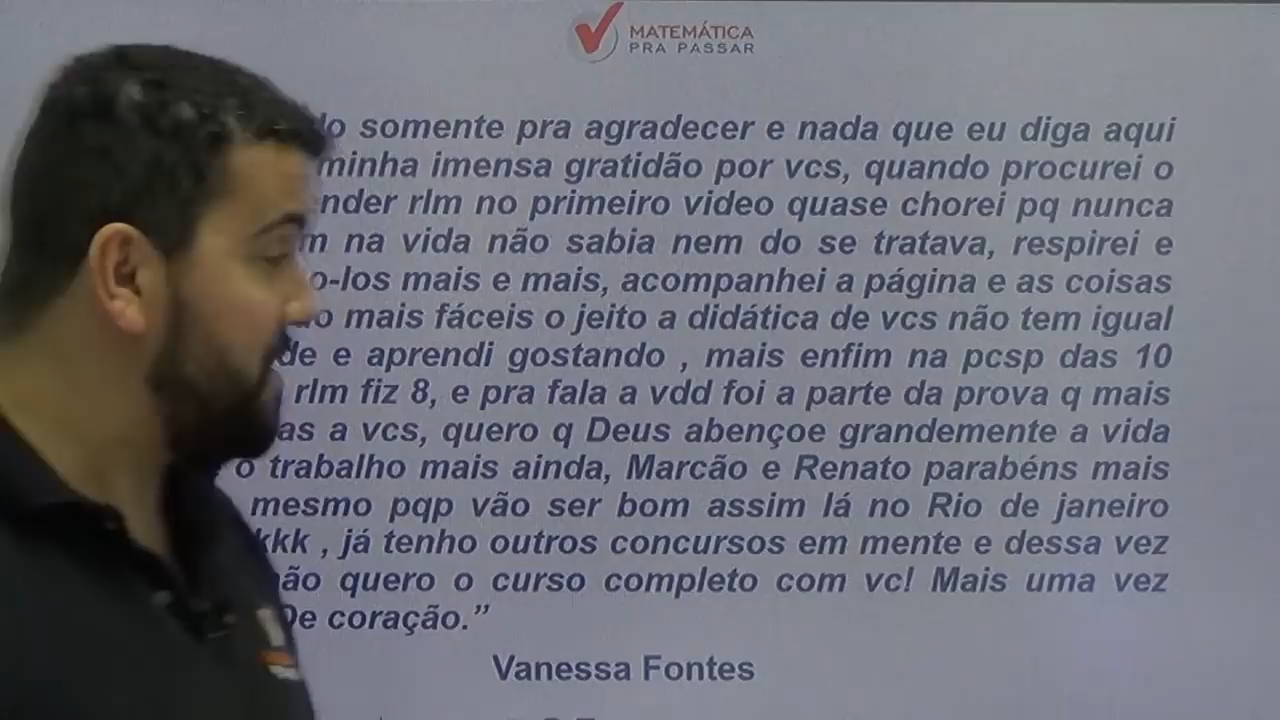 MATEMÁTICA
PRA PASSAR
somente pra agradecer e nada que eu diga aqui
minha imensa gratidão por vcs, quando procurei o
rlm no primeiro video quase chorei pq nunca
na vida não sabia nem do se tratava, respirei e
o-los mais e mais, acompanhei a página e as coisas
mais fáceis o jeito a didática de vcs não tem igual
de e aprendi gostando , mais enfim na pcsp das 10
rlm fiz 8, e pra fala a vdd foi a parte da prova q mais
as a vcs, quero q Deus abençoe grandemente a vida
o trabalho mais ainda, Marcão e Renato parabéns mais
mesmo pqp vão ser bom assim lá no Rio de janeiro
kkk , já tenho outros concursos em mente e dessa vez
ão quero o curso completo com vc! Mais uma vez
De coração.”
Vanessa Fontes